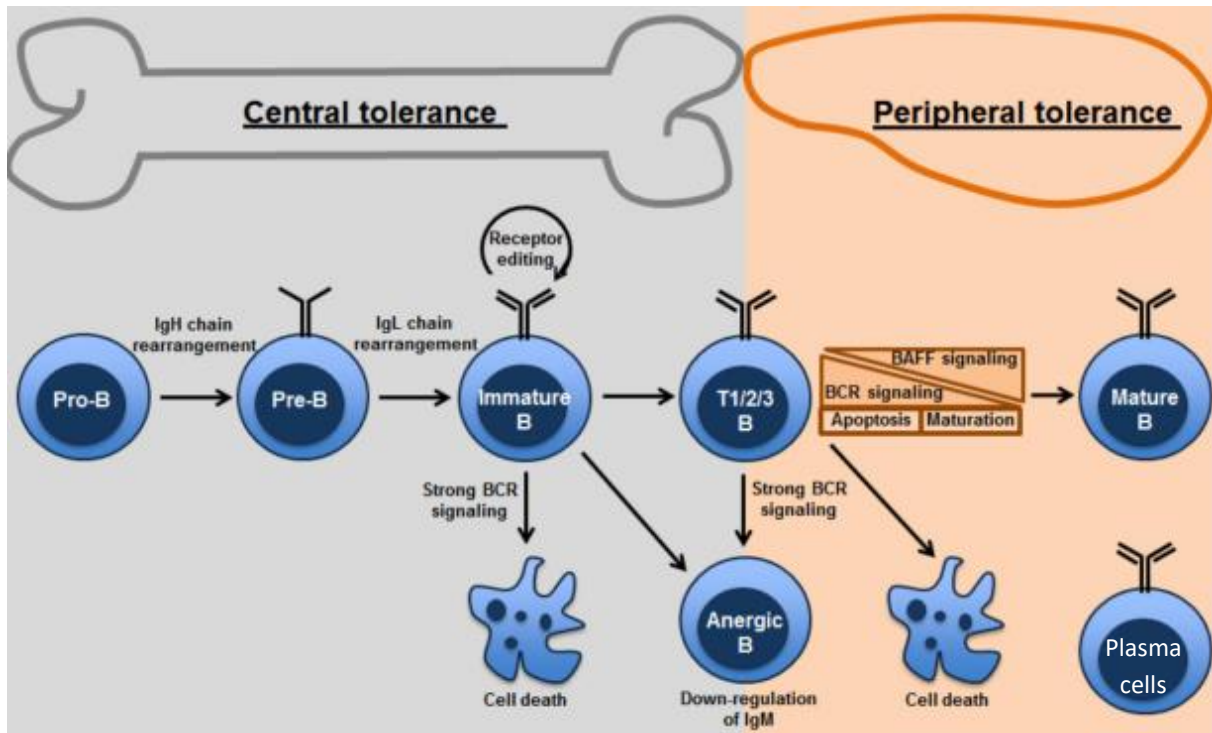 Central tolerance
Peripheral tolerance
Receptor
editing
IgH chain
rearrangement
IgL chain
rearrangement
BAFF signaling
BCR signaling
Apoptosis
Maturation
Pro-B
Pre-B
Immature
B
T1/2/3
B
Mature
B
Strong BCR
signaling
Strong BCR
signaling
Anergic
B
Plasma
cells
Cell death
Down-regulation
of IgM
Cell death